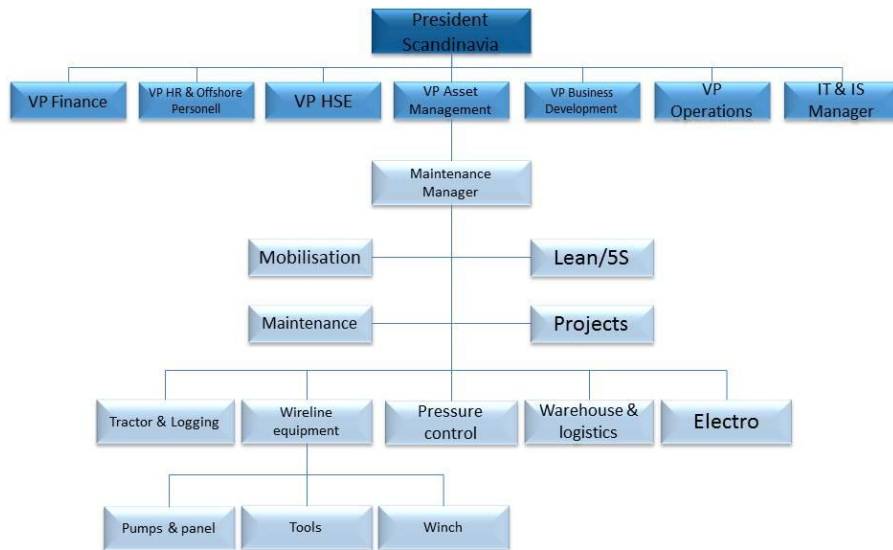 President
Scandinavia
VP Finance
VP HR & Offshore
Personell
VP HSE
VP Asset
Management
VP Business
Development
VP
Operations
IT & IS
Manager
Maintenance
Manager
Mobilisation
Lean/5S
Maintenance
Projects
Tractor & Logging
Wireline
equipment
Pressure
control
Warehouse &
logistics
Electro
Pumps & panel
Tools
Winch